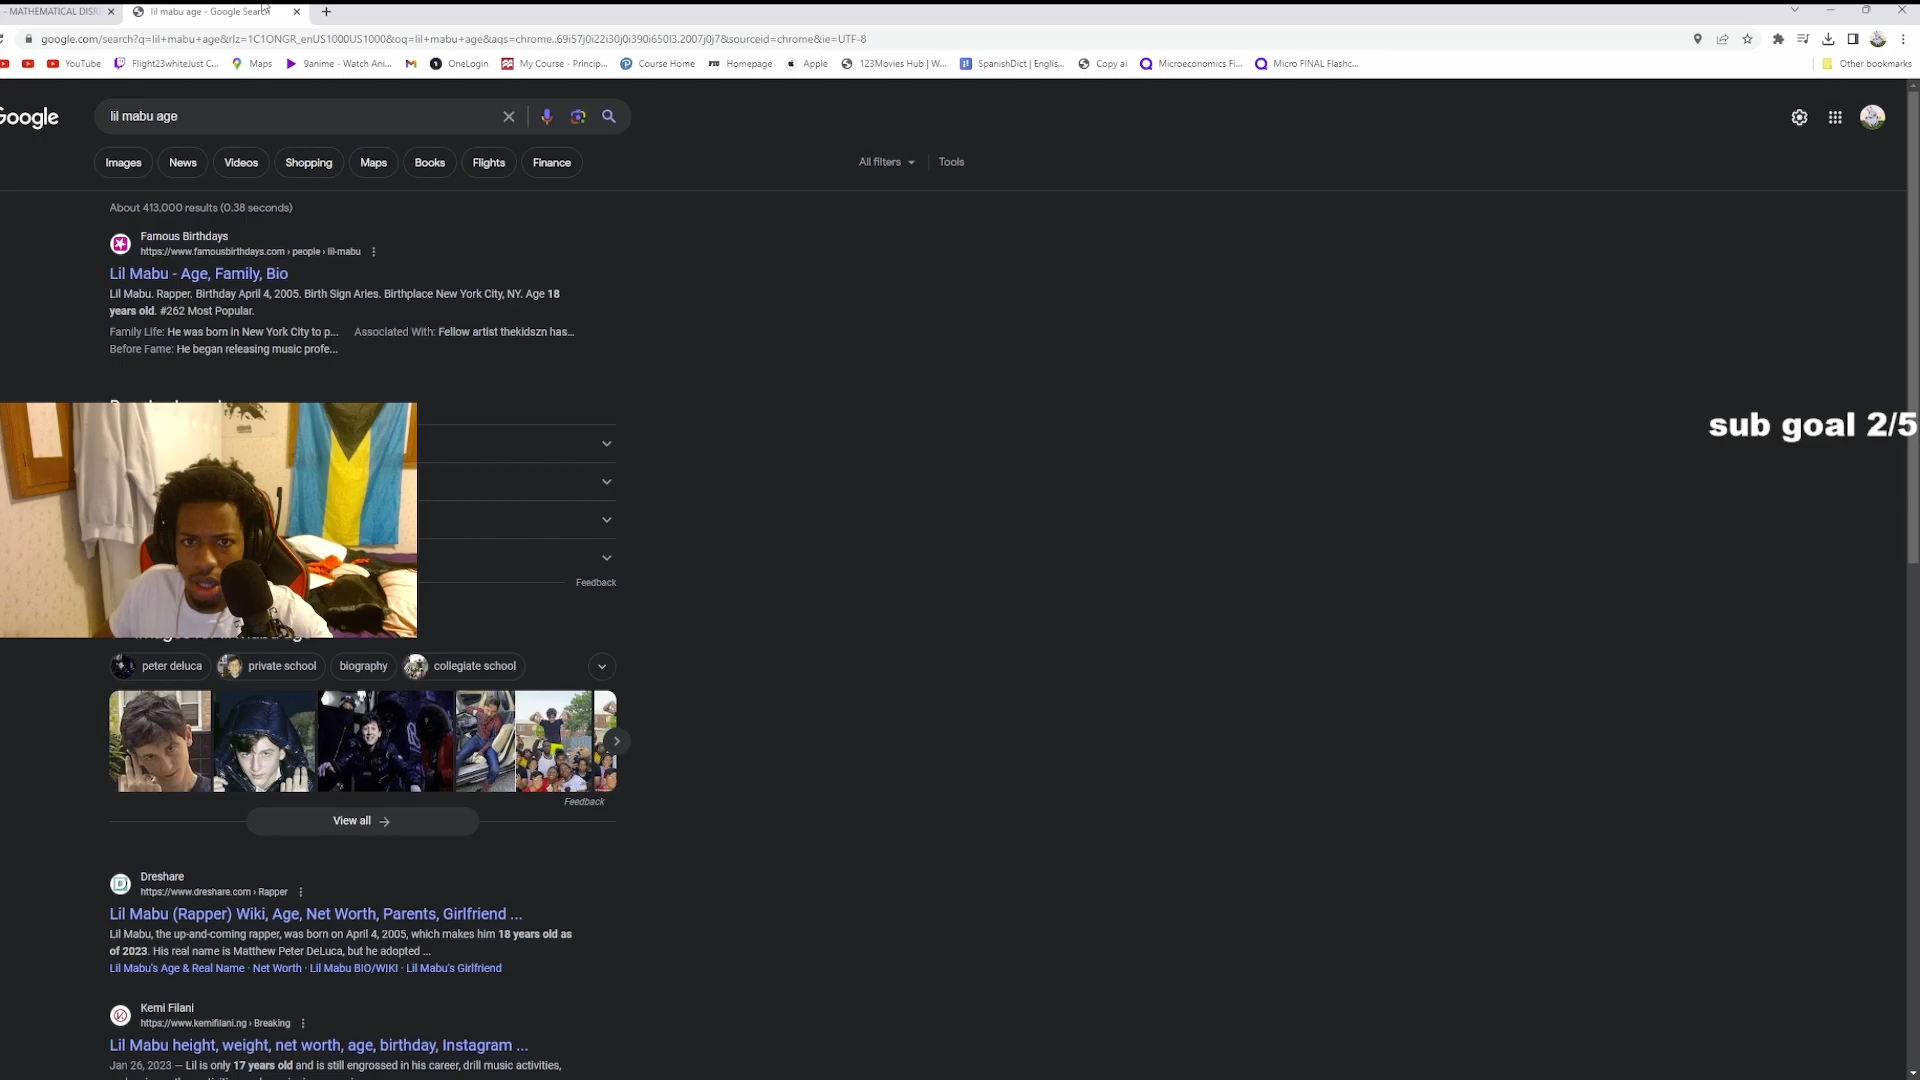 - MATHEMATICAL DIS
lil mabu age - Google Search
google.com/search?q=lil+mabu+age&rlz=1C1ONGR_enUS1000US1000&oq=lil+mabu+age&aqs=chrome..69i57j0i22i30j0i390i650l3.2007j0j7&sourceid=chrome&ie=UTF-8
YouTube
Flight23whiteJust C...
Maps
9anime - Watch Ani...
OneLogin
My Course - Princip...
Course Home
Homepage
Apple
123Movies Hub | W...
SpanishDict | Englis...
Copy ai
Microeconomics Fi...
Micro FINAL Flashc...
Other bookmarks
Google
lil mabu age
Images
News
Videos
Shopping
Maps
Books
Flights
Finance
All filters
Tools
About 413,000 results (0.38 seconds)
Famous Birthdays
https://www.famousbirthdays.com › people › lil-mabu
Lil Mabu - Age, Family, Bio
Lil Mabu. Rapper. Birthday April 4, 2005. Birth Sign Aries. Birthplace New York City, NY. Age 18
years old. #262 Most Popular.
Family Life: He was born in New York City to p...
Associated With: Fellow artist thekidszn has...
Before Fame: He began releasing music profe...
sub goal 2/5
Feedback
peter deluca
private school
biography
collegiate school
Feedback
View all
Dreshare
https://www.dreshare.com › Rapper
Lil Mabu (Rapper) Wiki, Age, Net Worth, Parents, Girlfriend ...
Lil Mabu, the up-and-coming rapper, was born on April 4, 2005, which makes him 18 years old as
of 2023. His real name is Matthew Peter DeLuca, but he adopted ...
Lil Mabu's Age & Real Name · Net Worth · Lil Mabu BIO/WIKI · Lil Mabu's Girlfriend
Kemi Filani
https://www.kemifilani.ng › Breaking
Lil Mabu height, weight, net worth, age, birthday, Instagram ...
Jan 26, 2023 — Lil is only 17 years old and is still engrossed in his career, drill music activities,